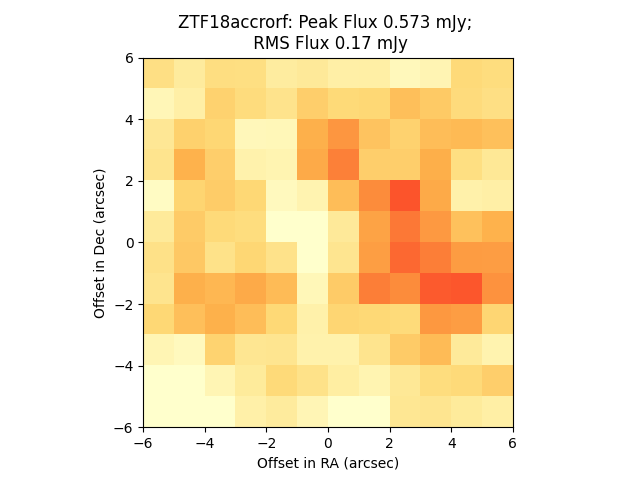 ZTF18accrorf: Peak Flux 0.573 mJy;
RMS Flux 0.17 mJy
6
4
2
0
−2
−4
−6
Offset in Dec (arcsec)
−6 −4 −2 0 2 4 6
Offset in RA (arcsec)